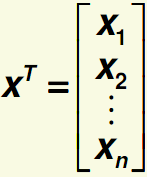 x^T = [x_1
x_2
⋮
x_n]